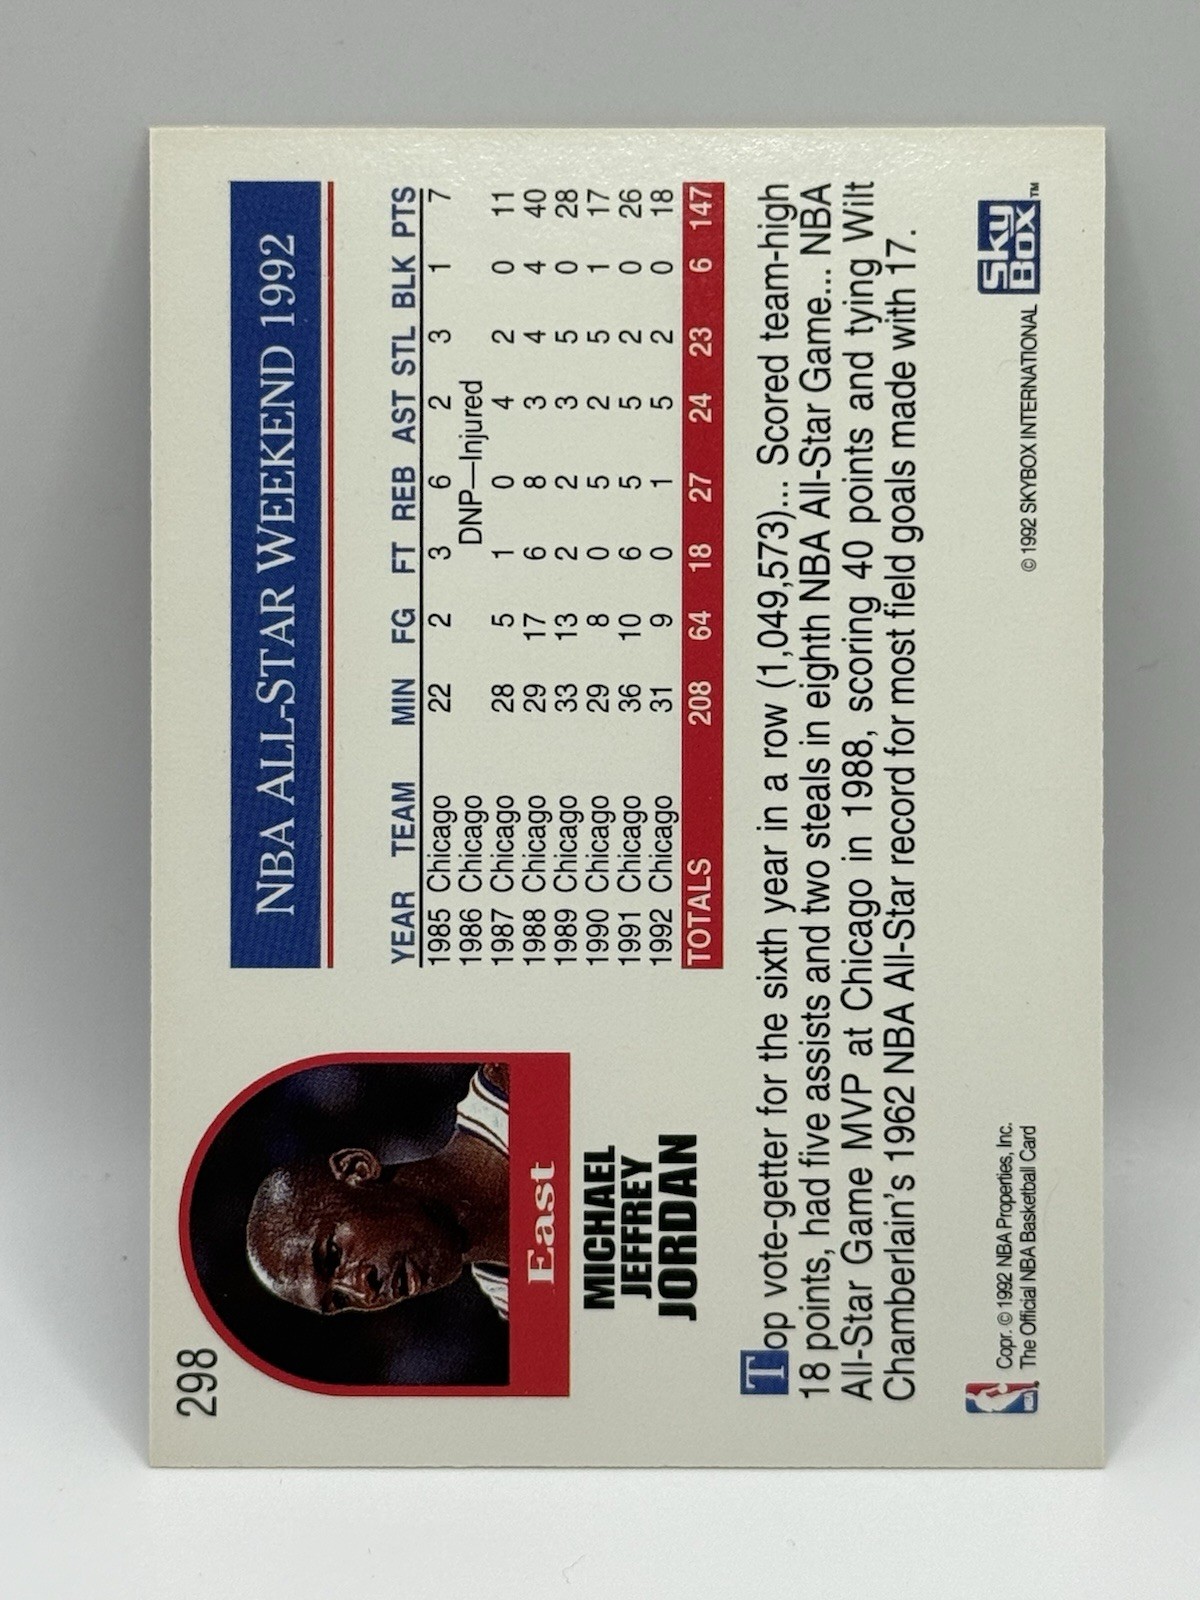 298
East
MICHAEL
JEFFREY
JORDAN
NBA ALL-STAR WEEKEND 1992
YEAR TEAM MIN FG FT REB AST STL BLK PTS
1985 Chicago 22 2 3 6 2 3 1 7
1986 Chicago DNP—Injured
1987 Chicago 28 5 1 0 4 2 0 11
1988 Chicago 29 17 6 8 3 4 4 40
1989 Chicago 33 13 2 2 3 5 0 28
1990 Chicago 29 8 0 5 2 5 1 17
1991 Chicago 36 10 6 5 5 2 0 26
1992 Chicago 31 9 0 1 5 2 0 18
TOTALS 208 64 18 27 24 23 6 147
Top vote-getter for the sixth year in a row (1,049,573)... Scored team-high
18 points, had five assists and two steals in eighth NBA All-Star Game... NBA
All-Star Game MVP at Chicago in 1988, scoring 40 points and tying Wilt
Chamberlain's 1962 NBA All-Star record for most field goals made with 17.
NBA
Copr. © 1992 NBA Properties, Inc.
The Official NBA Basketball Card
© 1992 SKYBOX INTERNATIONAL
Sky
Box™